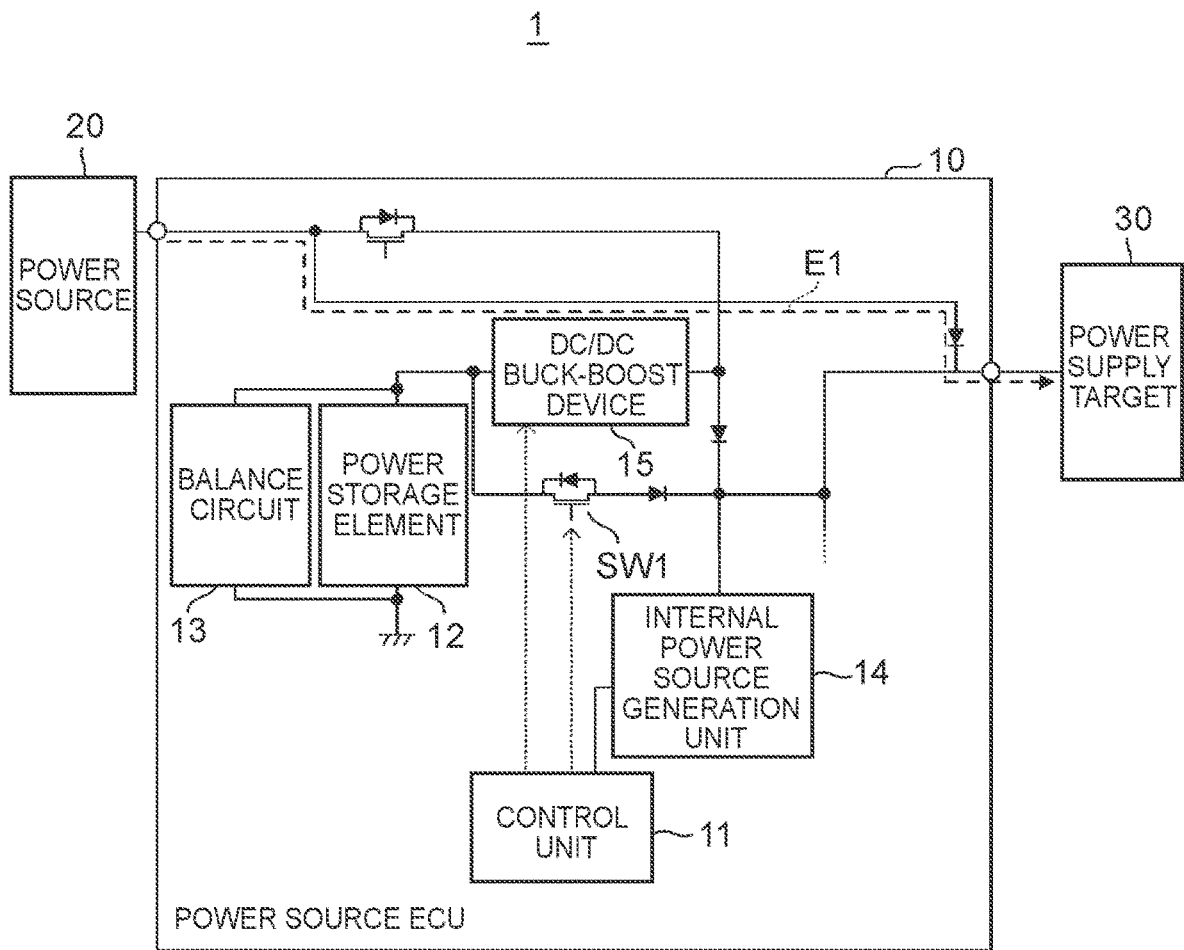 1
20
10
30
POWER
SOURCE
E1
POWER
SUPPLY
TARGET
DC/DC
BUCK-BOOST
DEVICE
15
BALANCE
CIRCUIT
POWER
STORAGE
ELEMENT
SW1
13
12
INTERNAL
POWER
SOURCE
GENERATION
UNIT
14
CONTROL
UNIT
11
POWER SOURCE ECU